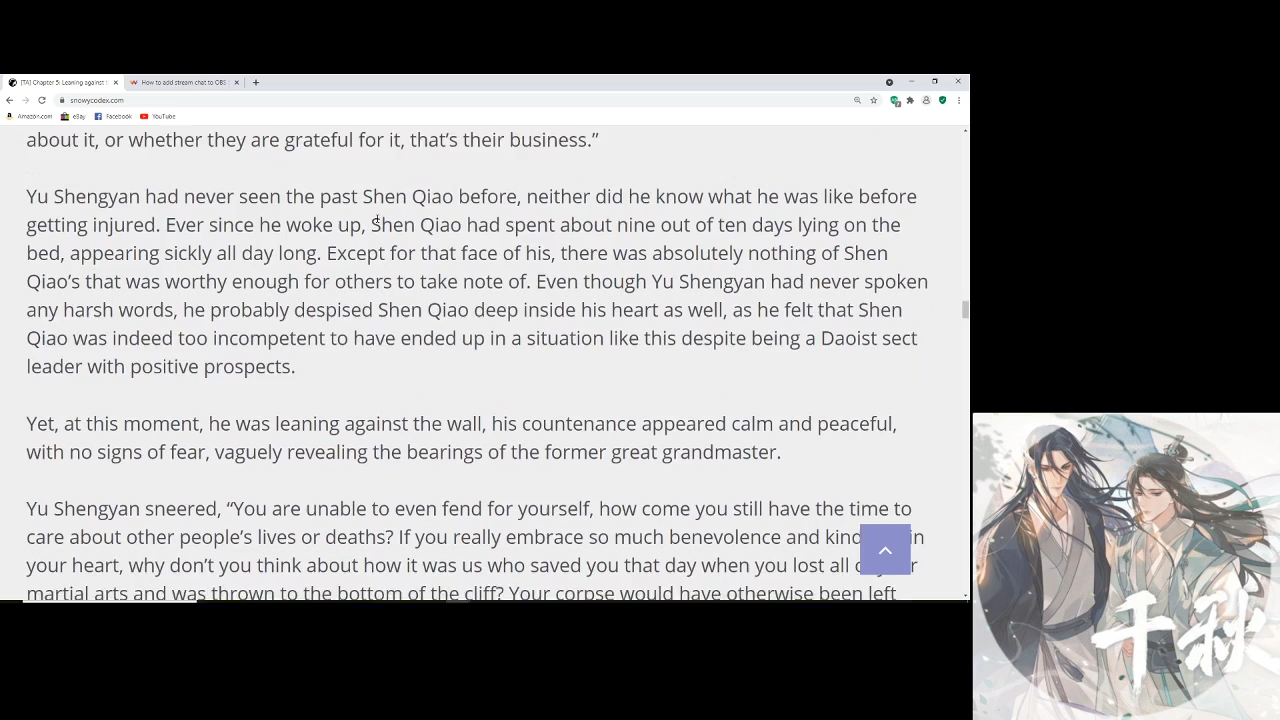 [TA] Chapter 5: Leaning against t
How to add stream chat to OBS
snowycodex.com
Amazon.com eBay Facebook YouTube
about it, or whether they are grateful for it, that’s their business.”
Yu Shengyan had never seen the past Shen Qiao before, neither did he know what he was like before
getting injured. Ever since he woke up, Shen Qiao had spent about nine out of ten days lying on the
bed, appearing sickly all day long. Except for that face of his, there was absolutely nothing of Shen
Qiao’s that was worthy enough for others to take note of. Even though Yu Shengyan had never spoken
any harsh words, he probably despised Shen Qiao deep inside his heart as well, as he felt that Shen
Qiao was indeed too incompetent to have ended up in a situation like this despite being a Daoist sect
leader with positive prospects.
Yet, at this moment, he was leaning against the wall, his countenance appeared calm and peaceful,
with no signs of fear, vaguely revealing the bearings of the former great grandmaster.
Yu Shengyan sneered, “You are unable to even fend for yourself, how come you still have the time to
care about other people’s lives or deaths? If you really embrace so much benevolence and kind in
your heart, why don’t you think about how it was us who saved you that day when you lost all
martial arts and was thrown to the bottom of the cliff? Your corpse would have otherwise been left
千秋